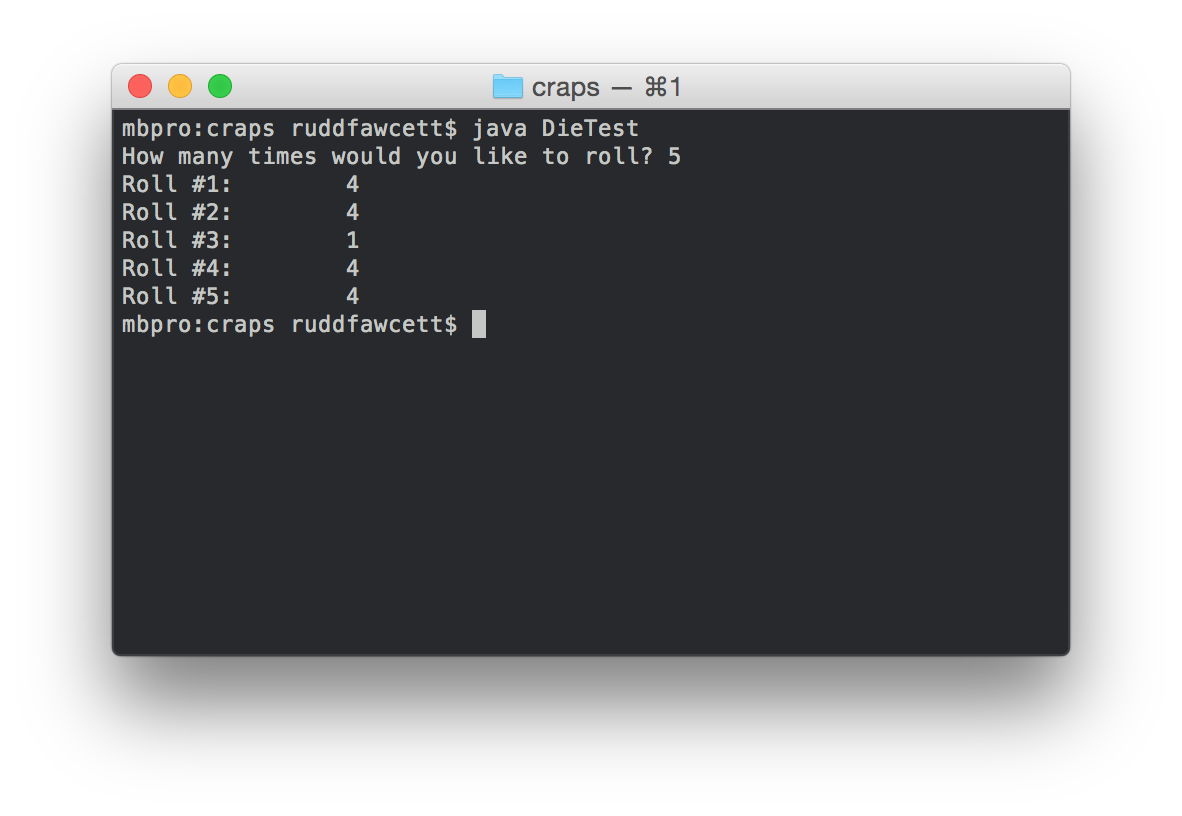 craps — ⌘1
mbpro:craps ruddfawcett$ java DieTest
How many times would you like to roll? 5
Roll #1:        4
Roll #2:        4
Roll #3:        1
Roll #4:        4
Roll #5:        4
mbpro:craps ruddfawcett$